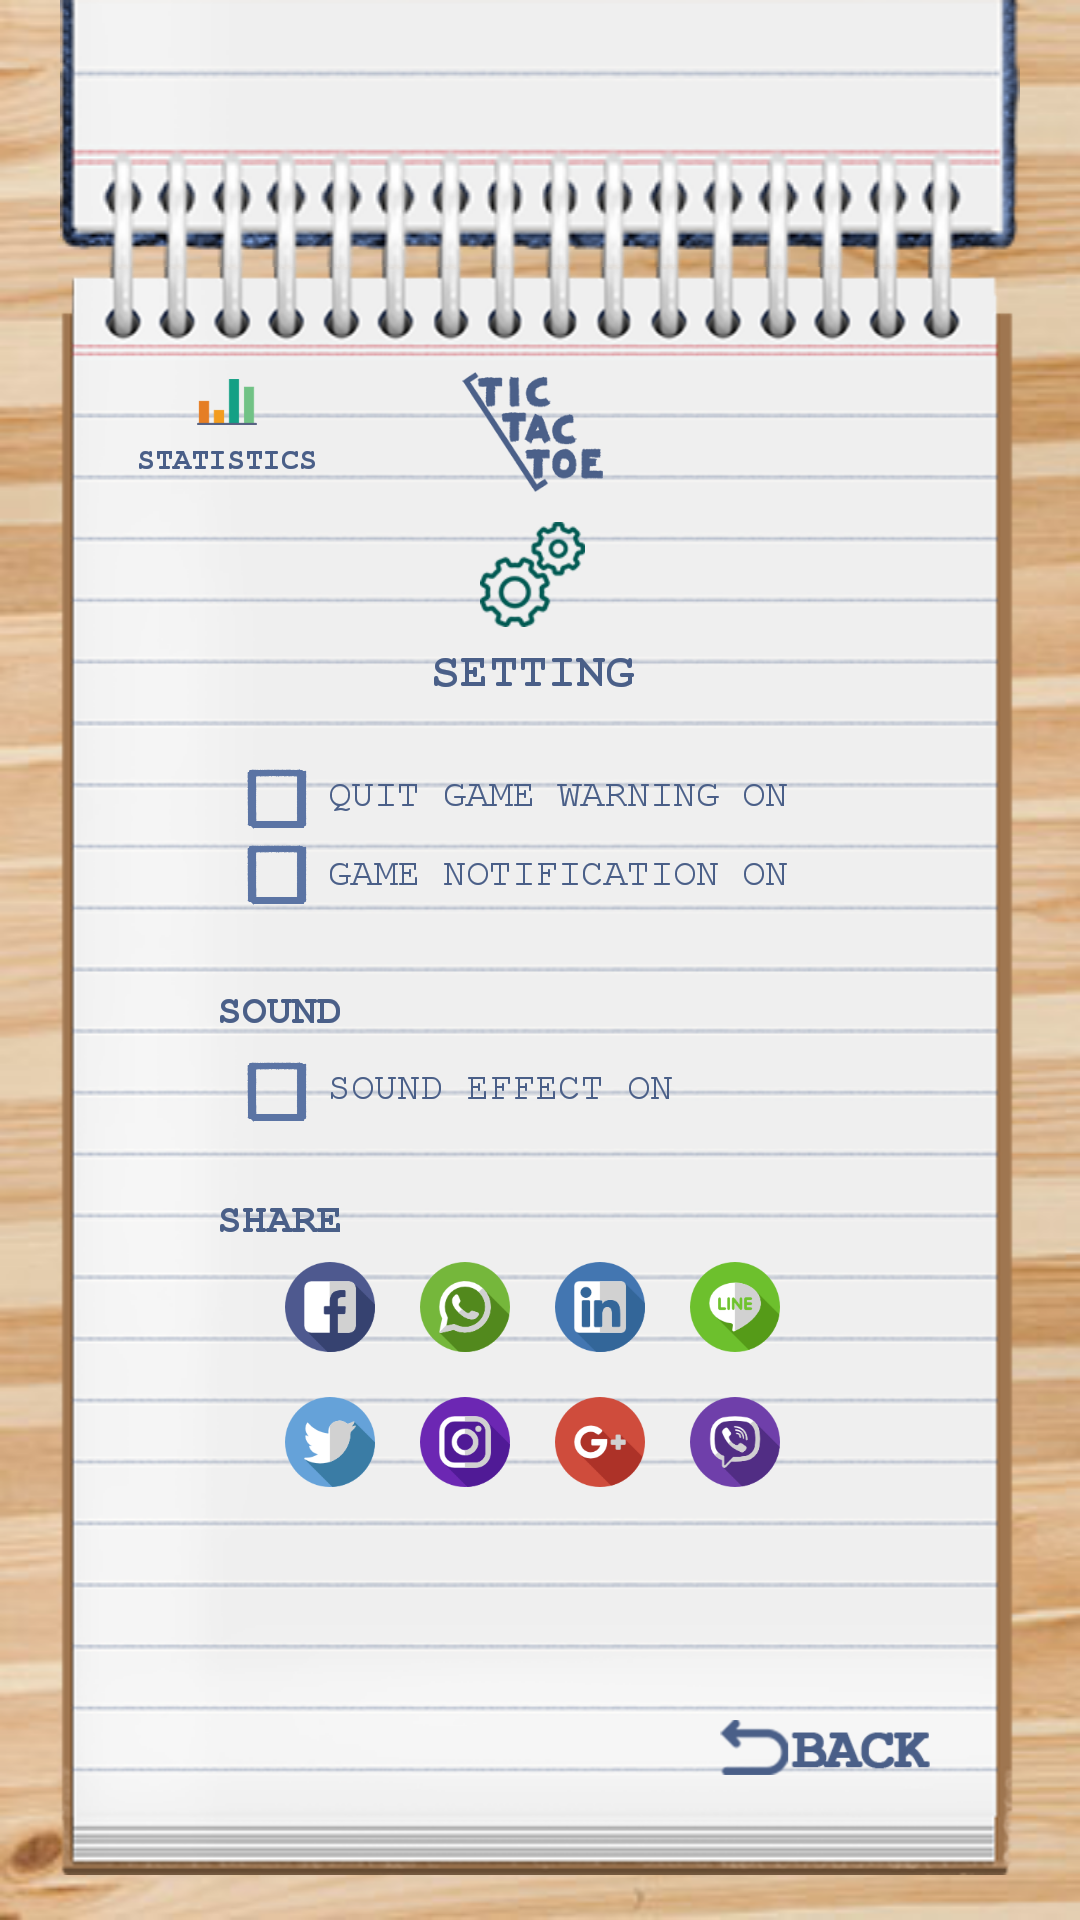 TIC
TAC
TOE
STATISTICS
SETTING
QUIT GAME WARNING ON
GAME NOTIFICATION ON
SOUND
SOUND EFFECT ON
SHARE
f
in
LINE
G+
BACK